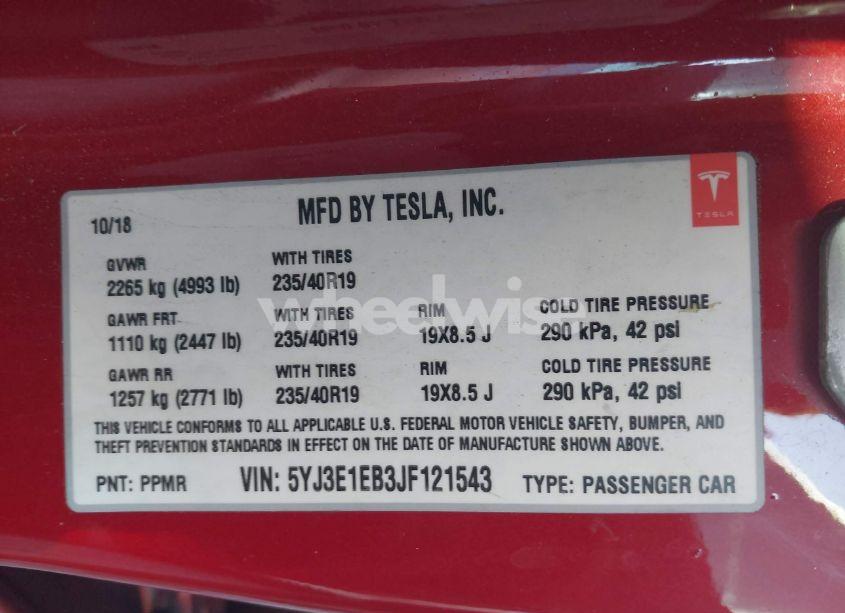 10/18
MFD BY TESLA, INC.
TESLA
GVWR
2265 kg (4993 lb)
WITH TIRES
235/40R19
GAWR FRT
1110 kg (2447 lb)
WITH TIRES
235/40R19
RIM
19X8.5 J
COLD TIRE PRESSURE
290 kPa, 42 psi
GAWR RR
1257 kg (2771 lb)
WITH TIRES
235/40R19
RIM
19X8.5 J
COLD TIRE PRESSURE
290 kPa, 42 psi
THIS VEHICLE CONFORMS TO ALL APPLICABLE U.S. FEDERAL MOTOR VEHICLE SAFETY, BUMPER, AND
THEFT PREVENTION STANDARDS IN EFFECT ON THE DATE OF MANUFACTURE SHOWN ABOVE.
PNT: PPMR
VIN: 5YJ3E1EB3JF121543
TYPE: PASSENGER CAR
wheelwise